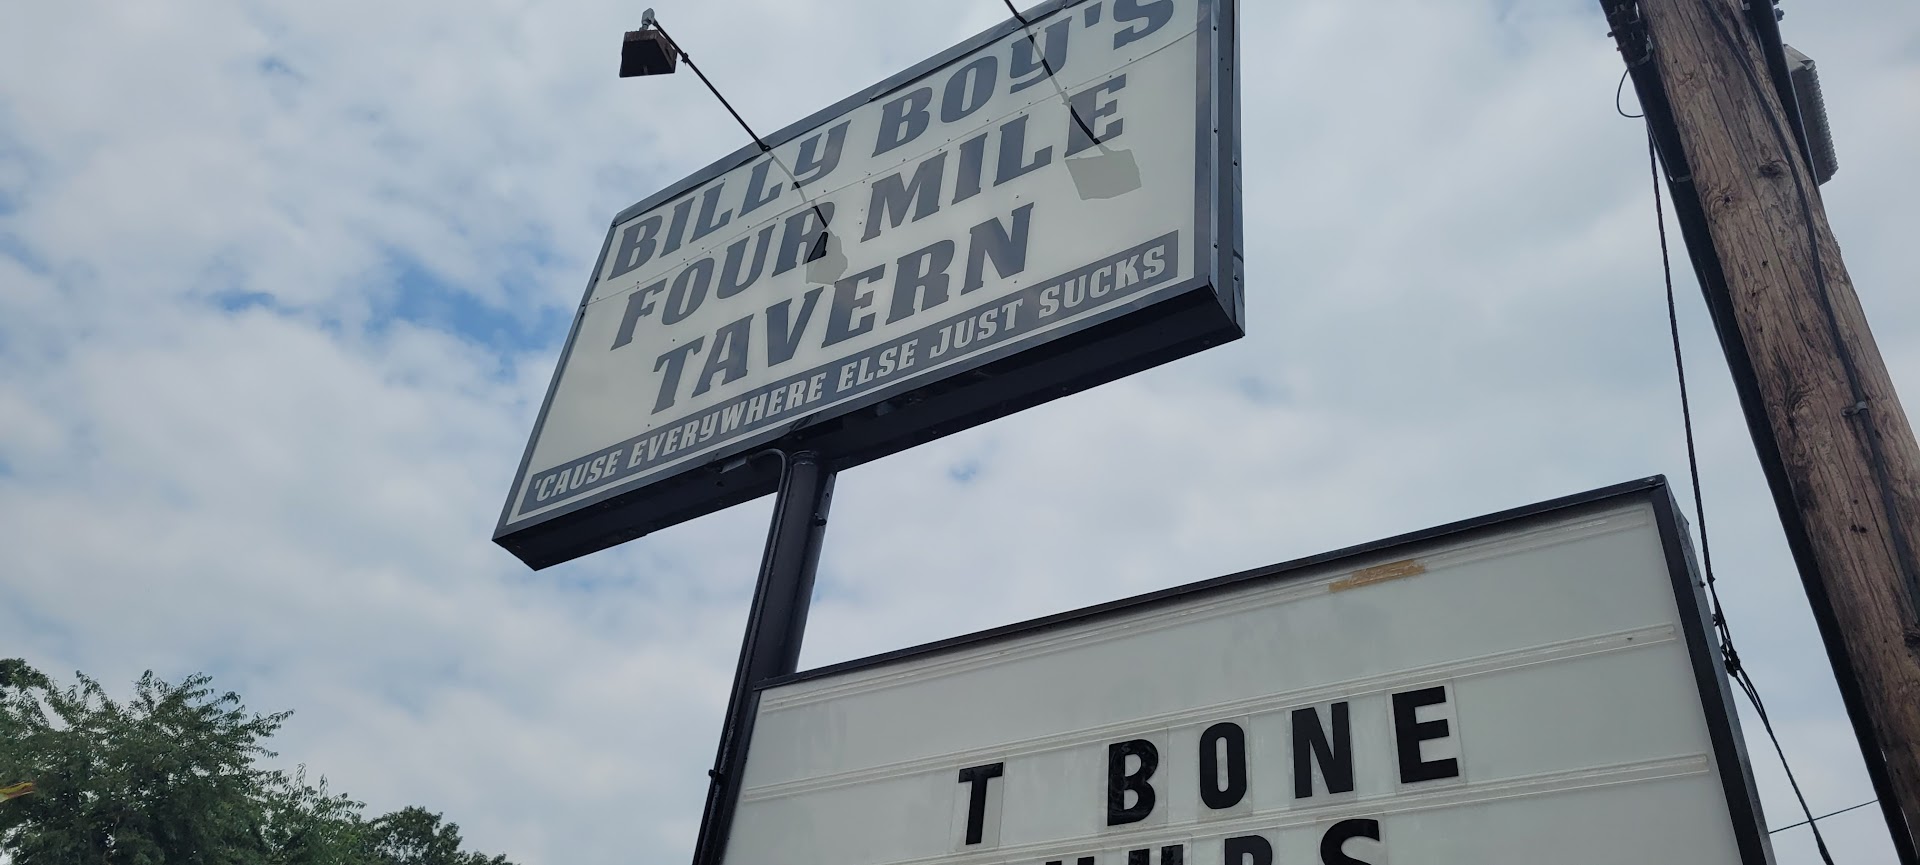 BILLY BOY'S
FOUR MILE
TAVERN
'CAUSE EVERYWHERE ELSE JUST SUCKS
T BONE